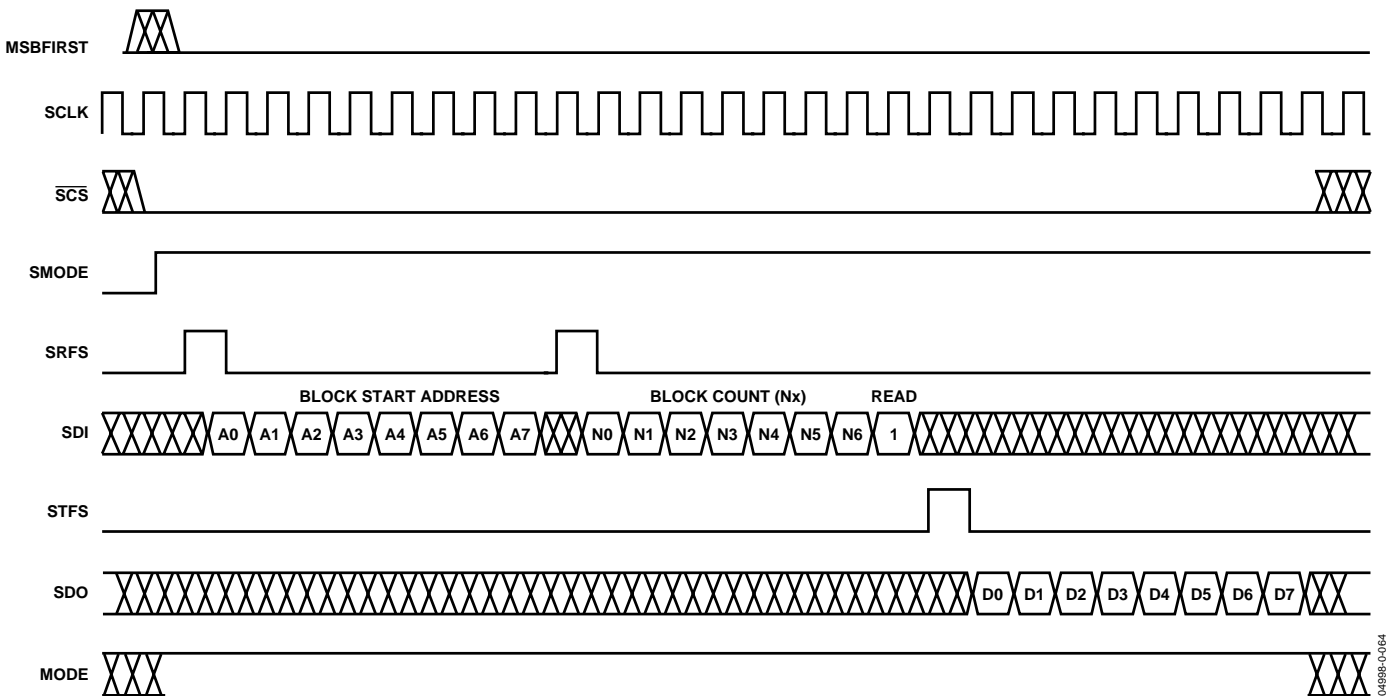 MSBFIRST
SCLK
SCS
SMODE
SRFS
BLOCK START ADDRESS BLOCK COUNT (Nx) READ
SDI A0 A1 A2 A3 A4 A5 A6 A7 N0 N1 N2 N3 N4 N5 N6 1
STFS
SDO D0 D1 D2 D3 D4 D5 D6 D7
MODE
04998-0-064